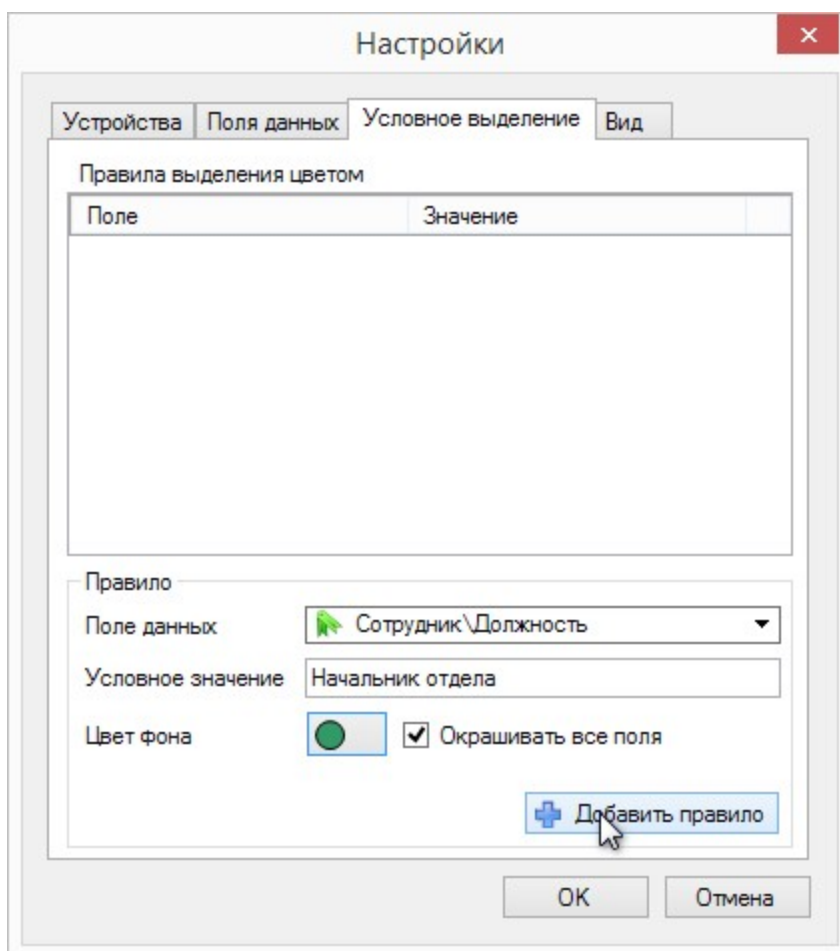 Настройки
Устройства Поля данных Условное выделение Вид
Правила выделения цветом
Поле Значение
Правило
Поле данных Сотрудник\Должность
Условное значение Начальник отдела
Цвет фона Окрашивать все поля
Добавить правило
OK Отмена